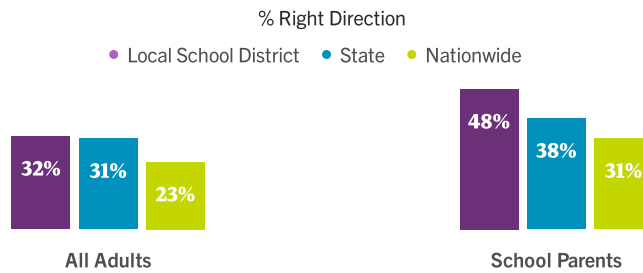 % Right Direction
Local School District State Nationwide
32% 31% 23%
48% 38% 31%
All Adults
School Parents